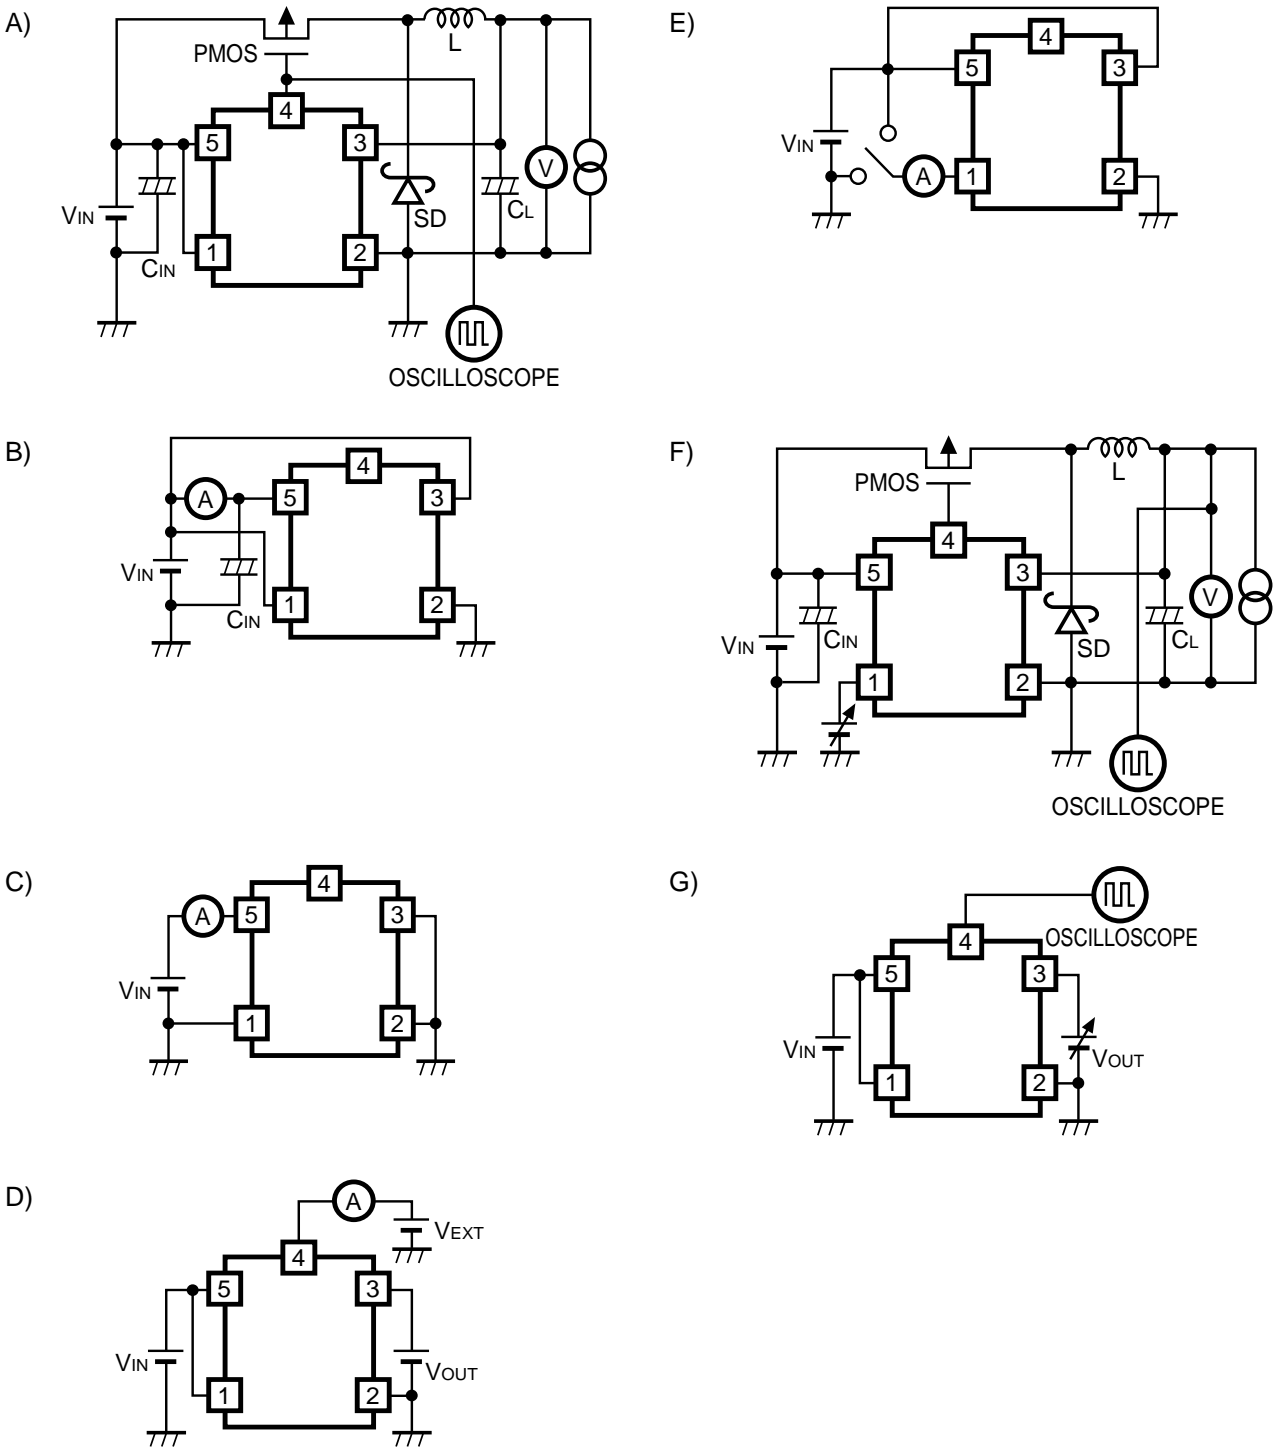 A)
PMOS
L
4
5
3
V
VIN
CIN
SD
CL
1
2
OSCILLOSCOPE
E)
4
5
3
VIN
A
1
2
B)
4
A
5
3
VIN
CIN
1
2
F)
PMOS
L
4
5
3
V
VIN
CIN
SD
CL
1
2
OSCILLOSCOPE
C)
4
A
5
3
VIN
1
2
G)
OSCILLOSCOPE
4
5
3
VIN
VOUT
1
2
D)
A
VEXT
4
5
3
VIN
VOUT
1
2